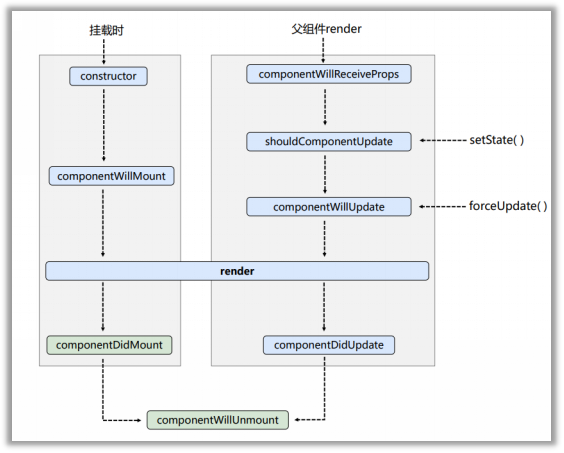 挂载时
父组件render
constructor
componentWillReceiveProps
shouldComponentUpdate
setState( )
componentWillMount
componentWillUpdate
forceUpdate( )
render
componentDidMount
componentDidUpdate
componentWillUnmount